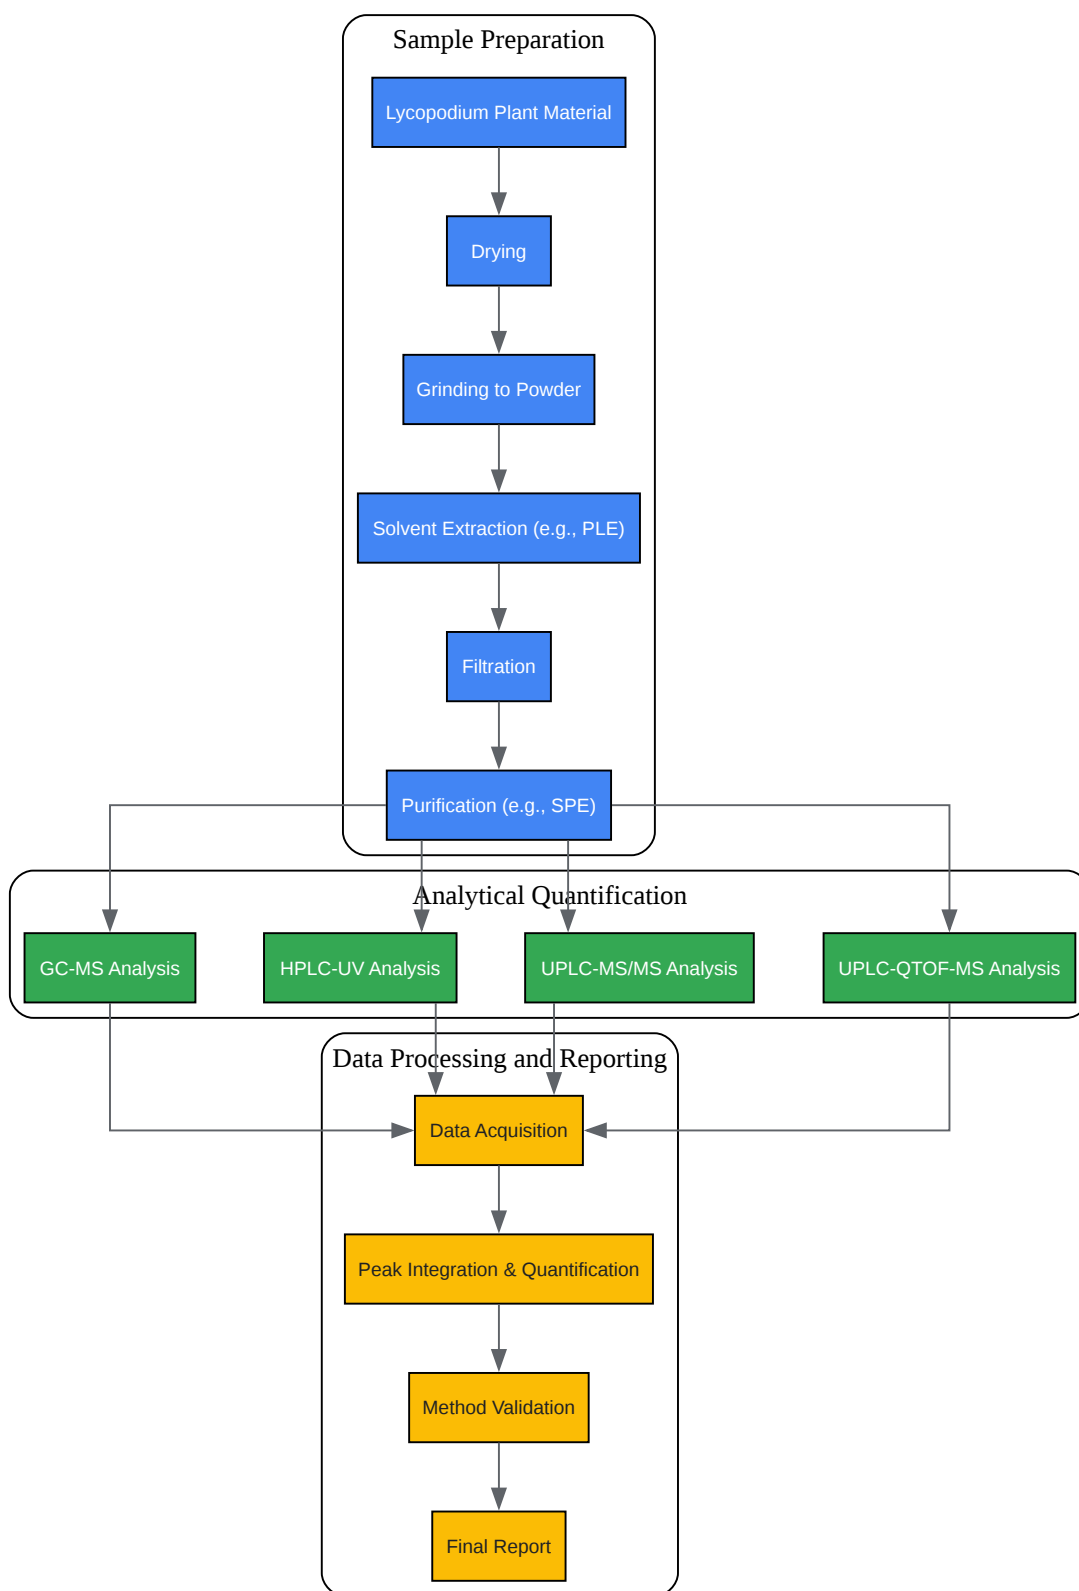 Sample Preparation
Lycopodium Plant Material
Drying
Grinding to Powder
Solvent Extraction (e.g., PLE)
Filtration
Purification (e.g., SPE)
Analytical Quantification
GC-MS Analysis
HPLC-UV Analysis
UPLC-MS/MS Analysis
UPLC-QTOF-MS Analysis
Data Processing and Reporting
Data Acquisition
Peak Integration & Quantification
Method Validation
Final Report